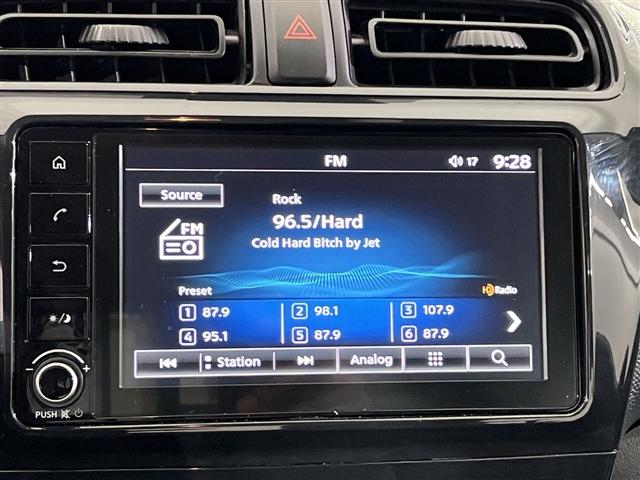 FM 17 9:28
Source
Rock
96.5/Hard
FM
Cold Hard Bitch by Jet
Preset
HD Radio
1 87.9 2 98.1 3 107.9
4 95.1 5 87.9 6 87.9
Station Analog
- +
PUSH